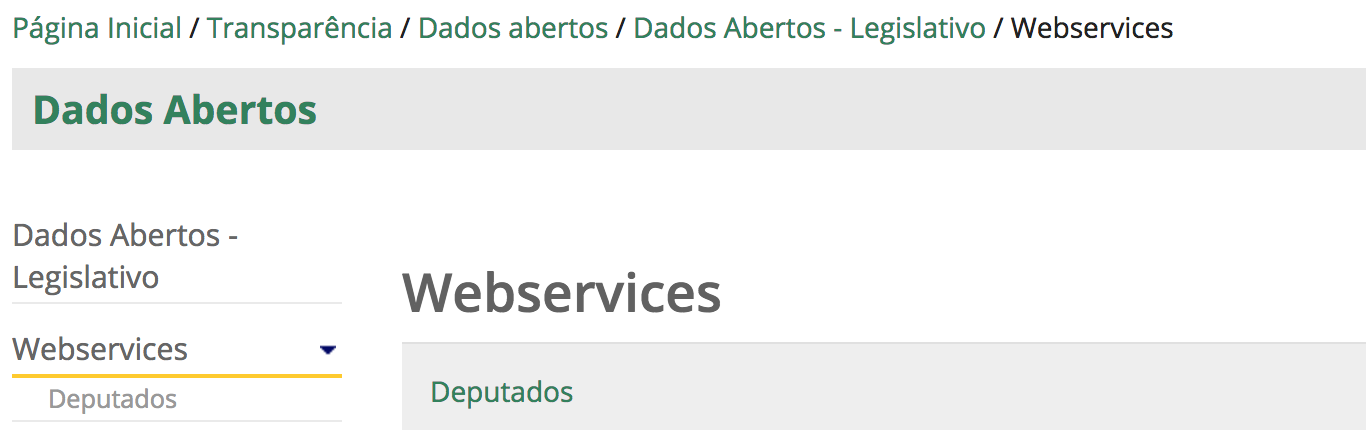 Página Inicial / Transparência / Dados abertos / Dados Abertos - Legislativo / Webservices
Dados Abertos
Dados Abertos -
Legislativo
Webservices
Deputados
Webservices
Deputados